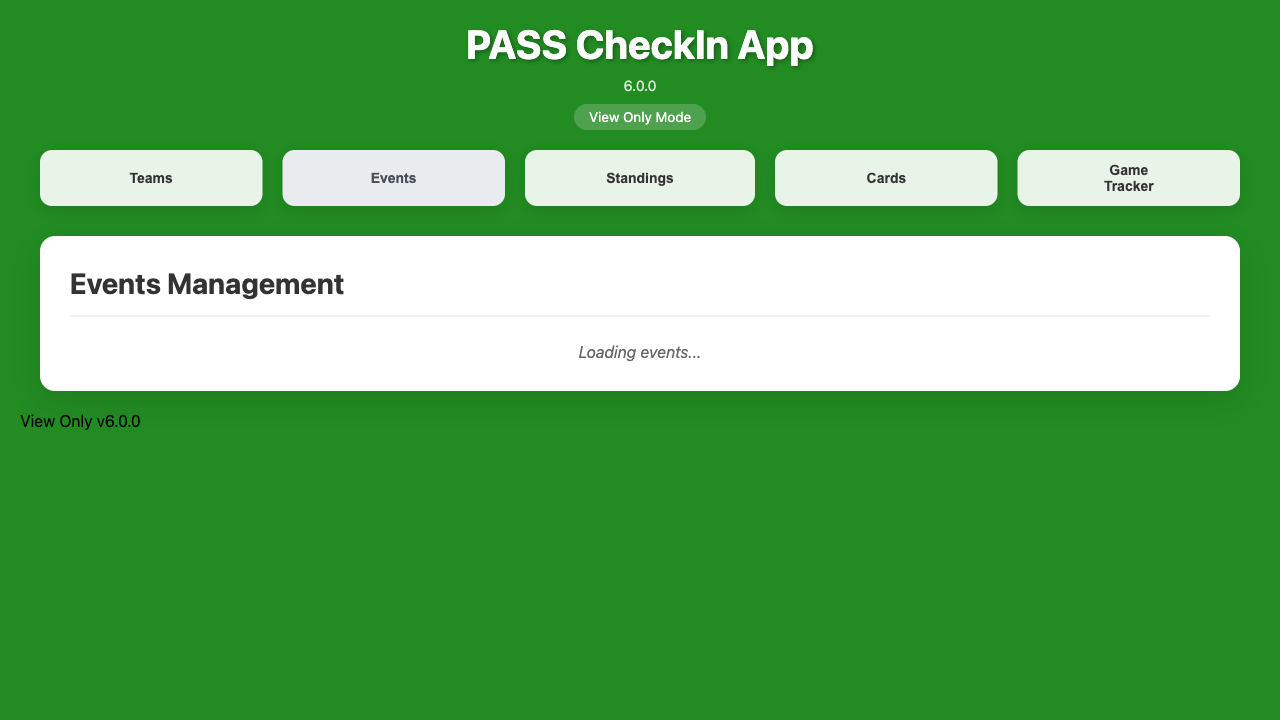 PASS CheckIn App
6.0.0
View Only Mode
Teams
Events
Standings
Cards
Game
Tracker
Events Management
Loading events...
View Only v6.0.0